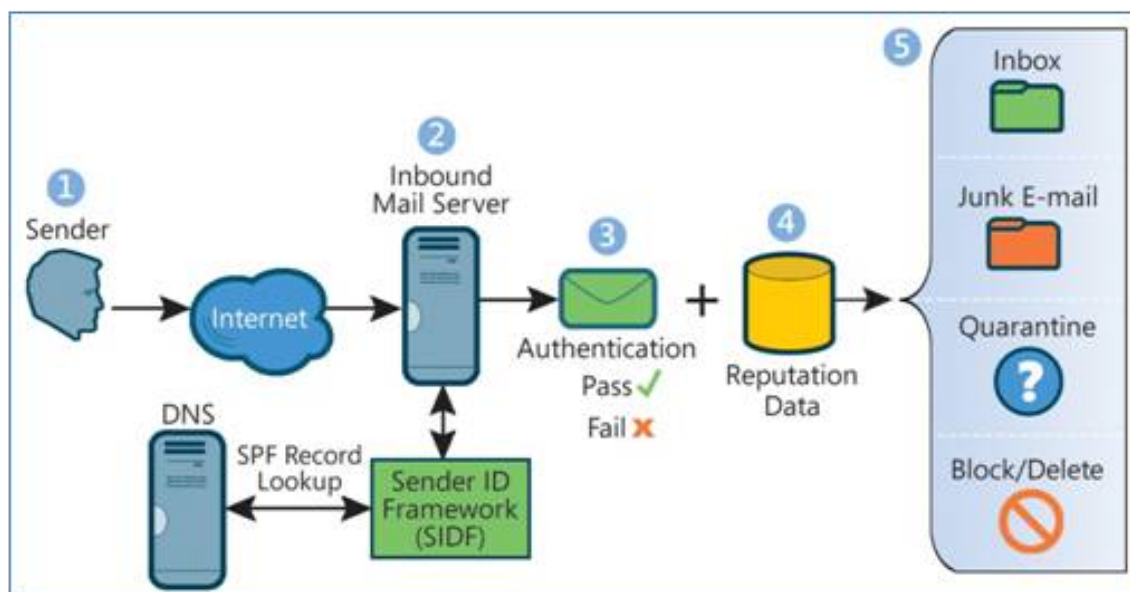 1
Sender
Internet
2
Inbound
Mail Server
DNS
SPF Record
Lookup
Sender ID
Framework
(SIDF)
3
Authentication
Pass
Fail
+
4
Reputation
Data
5
Inbox
Junk E-mail
Quarantine
?
Block/Delete